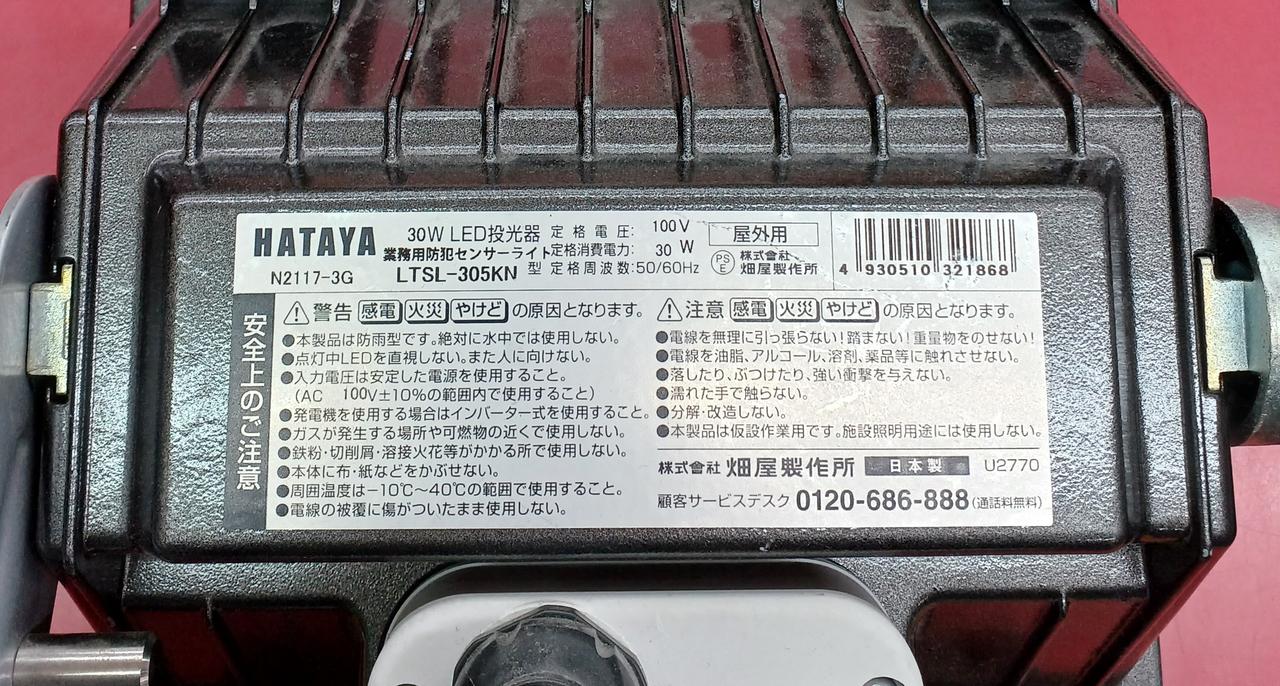 HATAYA
N2117-3G
30W LED投光器
業務用防犯センサーライト
LTSL-305KN 型
定格電圧: 100V
定格消費電力: 30 W
定格周波数:50/60Hz
屋外用
PS
E
株式会社
畑屋製作所
4 930510 321868
安全上のご注意
警告 感電 火災 やけど の原因となります。
●本製品は防雨型です。絶対に水中では使用しない。
●点灯中LEDを直視しない。また人に向けない。
●入力電圧は安定した電源を使用すること。
(AC 100V±10%の範囲内で使用すること)
●発電機を使用する場合はインバーター式を使用すること。
●ガスが発生する場所や可燃物の近くで使用しない。
●鉄粉・切削屑・溶接火花等がかかる所で使用しない。
●本体に布・紙などをかぶせない。
●周囲温度は−10℃〜40℃の範囲で使用すること。
●電線の被覆に傷がついたまま使用しない。
注意 感電 火災 やけど の原因となります。
●電線を無理に引っ張らない!踏まない!重量物をのせない!
●電線を油脂、アルコール、溶剤、薬品等に触れさせない。
●落したり、ぶつけたり、強い衝撃を与えない。
●濡れた手で触らない。
●分解・改造しない。
●本製品は仮設作業用です。施設照明用途には使用しない。
株式会社 畑屋製作所 日本製 U2770
顧客サービスデスク 0120-686-888(通話料無料)